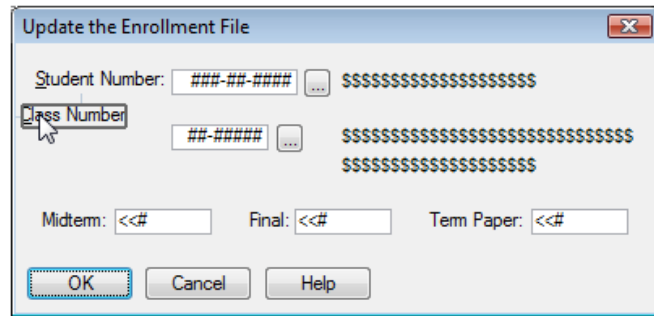 Update the Enrollment File
Student Number: ###-##-#### ... $$$$$$$$$$$$$$$$$$$$
Class Number
##-##### ... $$$$$$$$$$$$$$$$$$$$$$$$$$$$$$
$$$$$$$$$$$$$$$$$$$$
Midterm: <<# Final: <<# Term Paper: <<#
OK Cancel Help